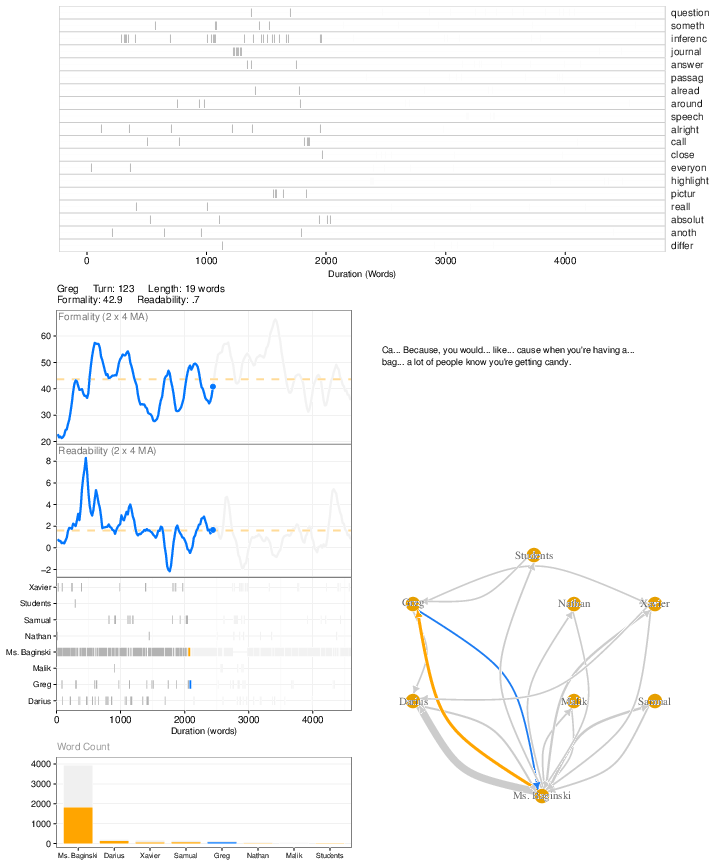 question
someth
inferenc
journal
answer
passag
alread
around
speech
alright
call
close
everyon
highlight
pictur
reall
absolut
anoth
differ
0 1000 2000 3000 4000
Duration (Words)
Greg Turn: 123 Length: 19 words
Formality: 42.9 Readability: .7
Formality (2 x 4 MA)
60
50
40
30
20
Ca... Because, you would... like... cause when you're having a...
bag... a lot of people know you're getting candy.
Readability (2 x 4 MA)
8
6
4
2
0
−2
Xavier
Students
Samual
Nathan
Ms. Baginski
Malik
Greg
Darius
0 1000 2000 3000 4000
Duration (words)
Students
Greg Nathan Xavier
Darius Malik Samual
Ms. Baginski
Word Count
4000
3000
2000
1000
0
Ms. Baginski Darius Xavier Samual Greg Nathan Malik Students